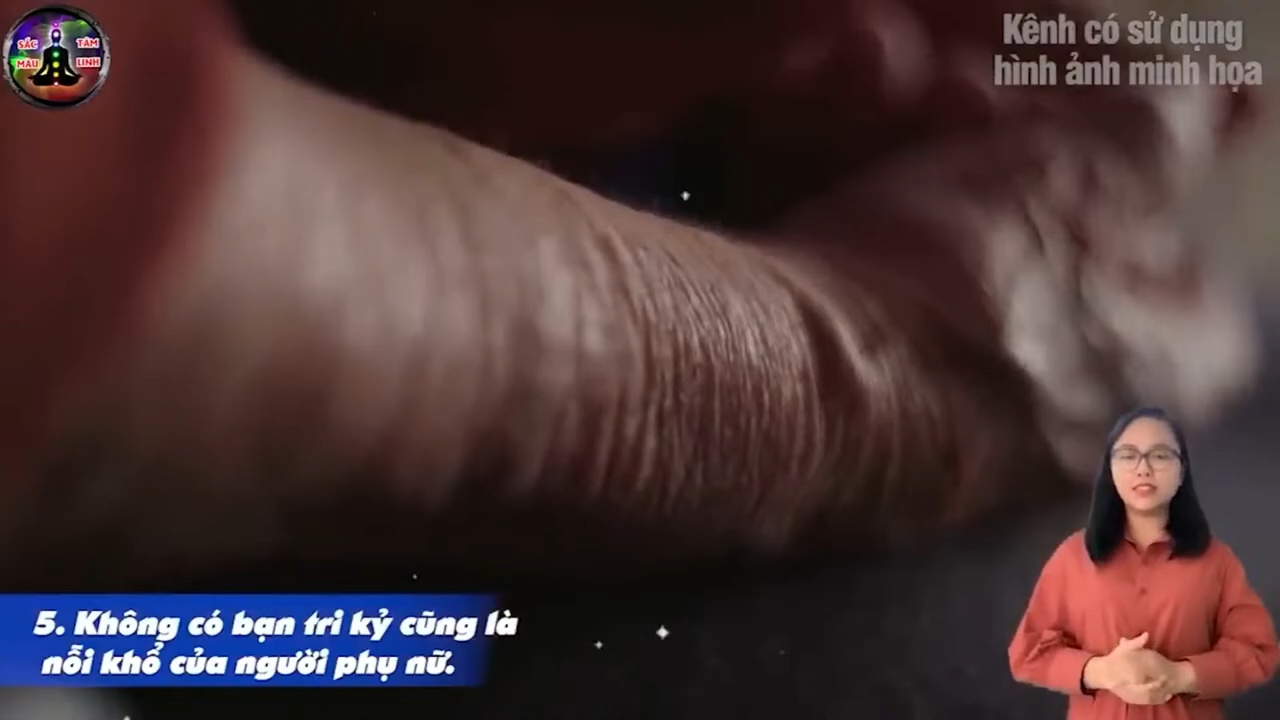 SẮC
MÀU
TÂM
LINH
Kênh có sử dụng
hình ảnh minh họa
5. Không có bạn tri kỷ cũng là
nỗi khổ của người phụ nữ.